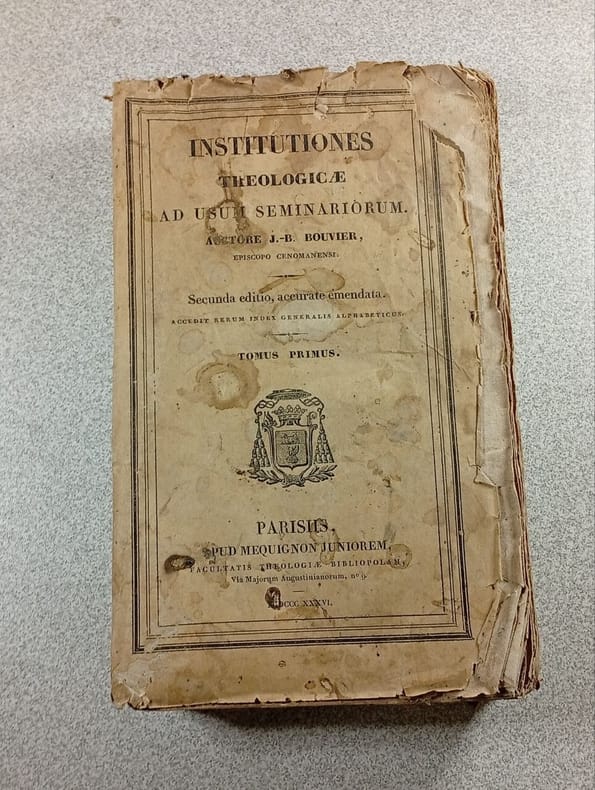 INSTITUTIONES
THEOLOGICÆ
AD USUM SEMINARIORUM.
AUCTORE J.-B. BOUVIER,
EPISCOPO CENOMANENSI.
Secunda editio, accurate emendata.
ACCEDIT RERUM INDEX GENERALIS ALPHABETICUS.
TOMUS PRIMUS.
PARISIIS,
APUD MEQUIGNON JUNIOREM,
FACULTATIS THEOLOGIÆ BIBLIOPOLAM,
Via Majorum Augustinianorum, nº 9.
MDCCC XXXVI.